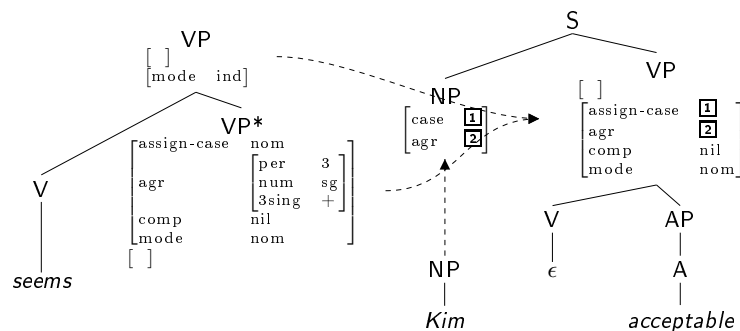 S
VP
[ ]
[mode ind]
VP
NP
[case 1
agr 2]
[ ]
[assign-case 1
agr 2
comp nil
mode nom]
VP*
[assign-case nom
agr [per 3
num sg
3sing +]
comp nil
mode nom]
[ ]
V
seems
V
AP
NP
ϵ
A
Kim
acceptable